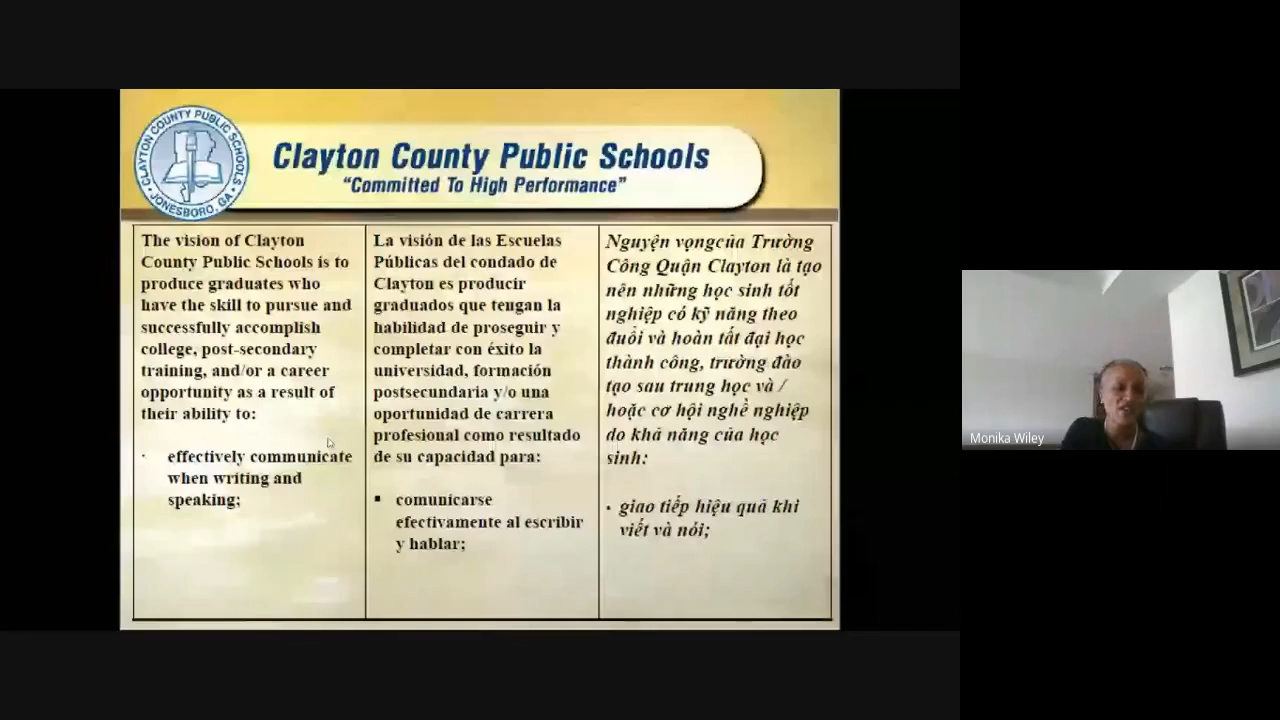 CLAYTON COUNTY PUBLIC SCHOOLS
JONESBORO, GA
Clayton County Public Schools
“Committed To High Performance”
The vision of Clayton
County Public Schools is to
produce graduates who
have the skill to pursue and
successfully accomplish
college, post-secondary
training, and/or a career
opportunity as a result of
their ability to:
· effectively communicate
when writing and
speaking;
La visión de las Escuelas
Públicas del condado de
Clayton es producir
graduados que tengan la
habilidad de proseguir y
completar con éxito la
universidad, formación
postsecundaria y/o una
oportunidad de carrera
profesional como resultado
de su capacidad para:
▪ comunicarse
efectivamente al escribir
y hablar;
Nguyện vọngcủa Trường
Công Quận Clayton là tạo
nên những học sinh tốt
nghiệp có kỹ năng theo
đuổi và hoàn tất đại học
thành công, trường đào
tạo sau trung học và /
hoặc cơ hội nghề nghiệp
do khả năng của học
sinh:
• giao tiếp hiệu quả khi
viết và nói;
Monika Wiley